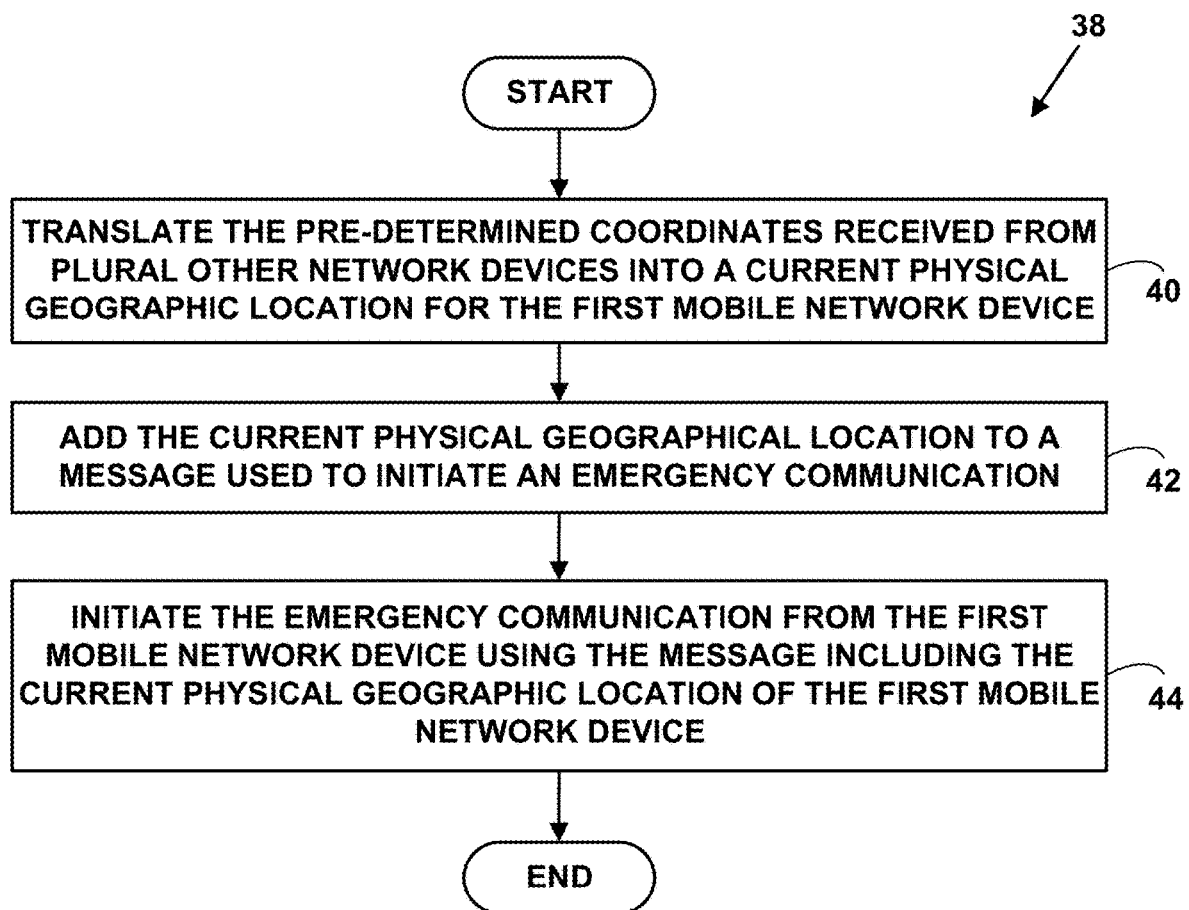 38
START
TRANSLATE THE PRE-DETERMINED COORDINATES RECEIVED FROM
PLURAL OTHER NETWORK DEVICES INTO A CURRENT PHYSICAL
GEOGRAPHIC LOCATION FOR THE FIRST MOBILE NETWORK DEVICE
40
ADD THE CURRENT PHYSICAL GEOGRAPHICAL LOCATION TO A
MESSAGE USED TO INITIATE AN EMERGENCY COMMUNICATION
42
INITIATE THE EMERGENCY COMMUNICATION FROM THE FIRST
MOBILE NETWORK DEVICE USING THE MESSAGE INCLUDING THE
CURRENT PHYSICAL GEOGRAPHIC LOCATION OF THE FIRST MOBILE
NETWORK DEVICE
44
END